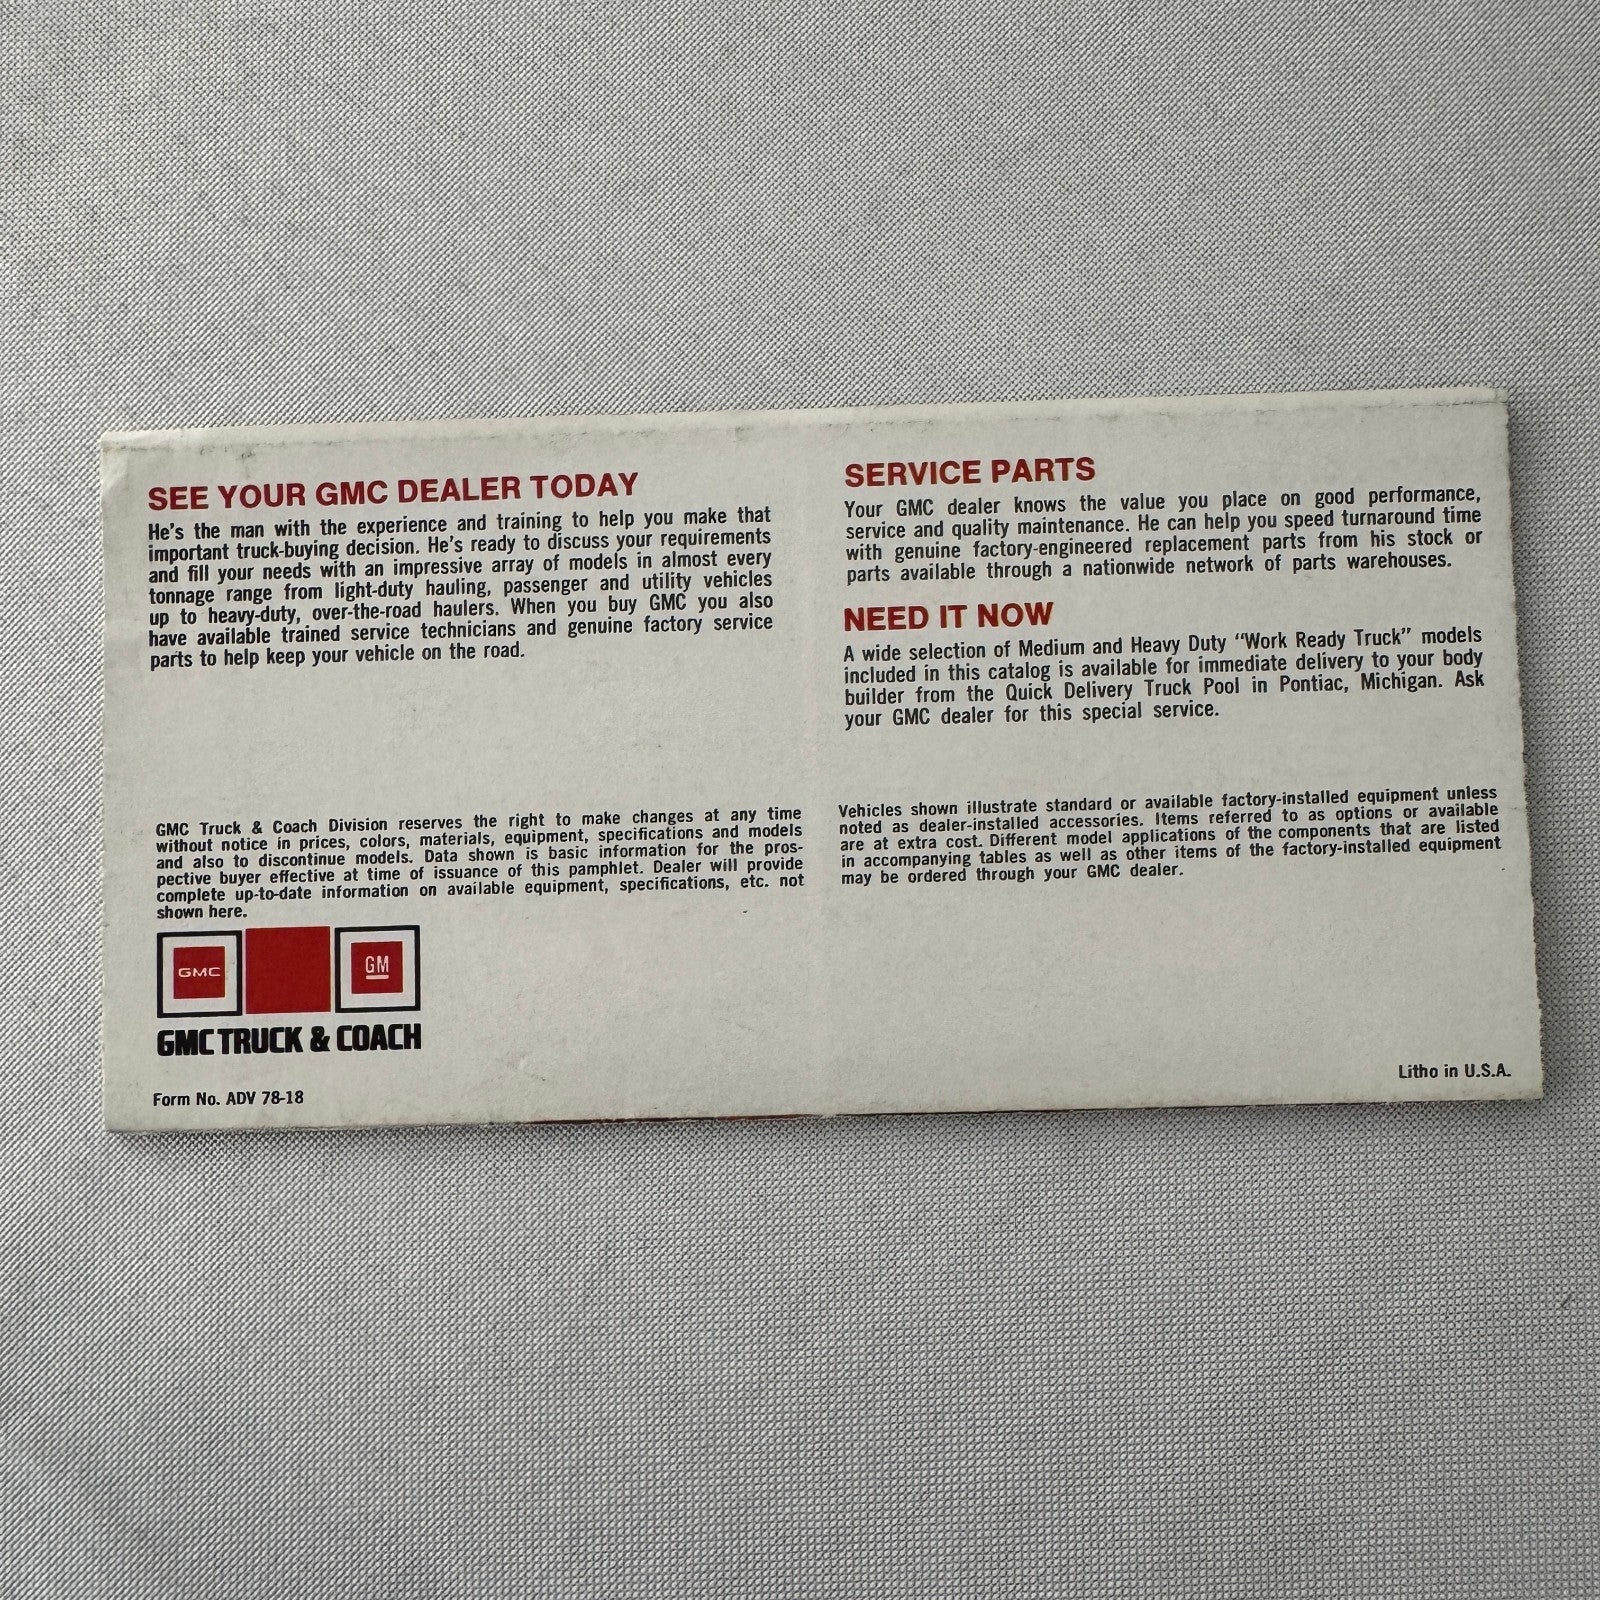 SEE YOUR GMC DEALER TODAY
He's the man with the experience and training to help you make that
important truck-buying decision. He's ready to discuss your requirements
and fill your needs with an impressive array of models in almost every
tonnage range from light-duty hauling, passenger and utility vehicles
up to heavy-duty, over-the-road haulers. When you buy GMC you also
have available trained service technicians and genuine factory service
parts to help keep your vehicle on the road.
GMC Truck & Coach Division reserves the right to make changes at any time
without notice in prices, colors, materials, equipment, specifications and models
and also to discontinue models. Data shown is basic information for the pros-
pective buyer effective at time of issuance of this pamphlet. Dealer will provide
complete up-to-date information on available equipment, specifications, etc. not
shown here.
GMC
GM
GMC TRUCK & COACH
Form No. ADV 78-18
SERVICE PARTS
Your GMC dealer knows the value you place on good performance,
service and quality maintenance. He can help you speed turnaround time
with genuine factory-engineered replacement parts from his stock or
parts available through a nationwide network of parts warehouses.
NEED IT NOW
A wide selection of Medium and Heavy Duty "Work Ready Truck" models
included in this catalog is available for immediate delivery to your body
builder from the Quick Delivery Truck Pool in Pontiac, Michigan. Ask
your GMC dealer for this special service.
Vehicles shown illustrate standard or available factory-installed equipment unless
noted as dealer-installed accessories. Items referred to as options or available
are at extra cost. Different model applications of the components that are listed
in accompanying tables as well as other items of the factory-installed equipment
may be ordered through your GMC dealer.
Litho in U.S.A.